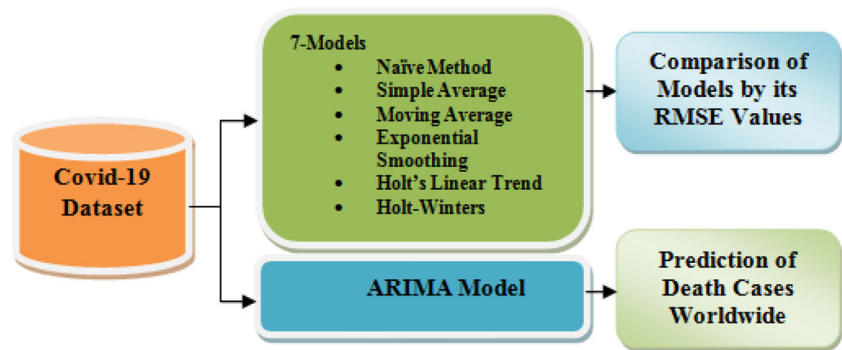 Covid-19
Dataset
7-Models
• Naïve Method
• Simple Average
• Moving Average
• Exponential
Smoothing
• Holt's Linear Trend
• Holt-Winters
ARIMA Model
Comparison of
Models by its
RMSE Values
Prediction of
Death Cases
Worldwide